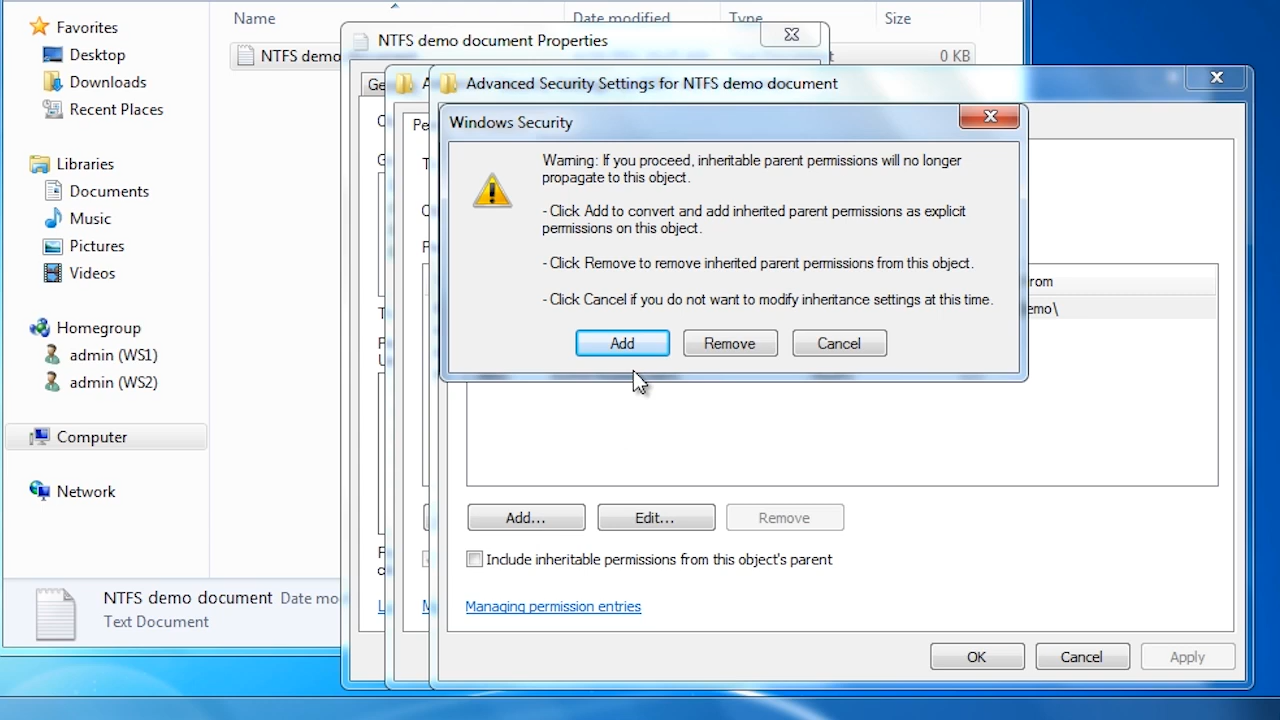 Name
Date modified
Type
Size
Favorites
Desktop
Downloads
Recent Places
Libraries
Documents
Music
Pictures
Videos
Homegroup
admin (WS1)
admin (WS2)
Computer
Network
NTFS demo
0 KB
NTFS demo document Date mo
Text Document
NTFS demo document Properties
Ge
Pe
Advanced Security Settings for NTFS demo document
Windows Security
Warning: If you proceed, inheritable parent permissions will no longer
propagate to this object.
- Click Add to convert and add inherited parent permissions as explicit
permissions on this object.
- Click Remove to remove inherited parent permissions from this object.
- Click Cancel if you do not want to modify inheritance settings at this time.
Add Remove Cancel
rom
emo\
Add... Edit... Remove
Include inheritable permissions from this object's parent
Managing permission entries
OK Cancel Apply